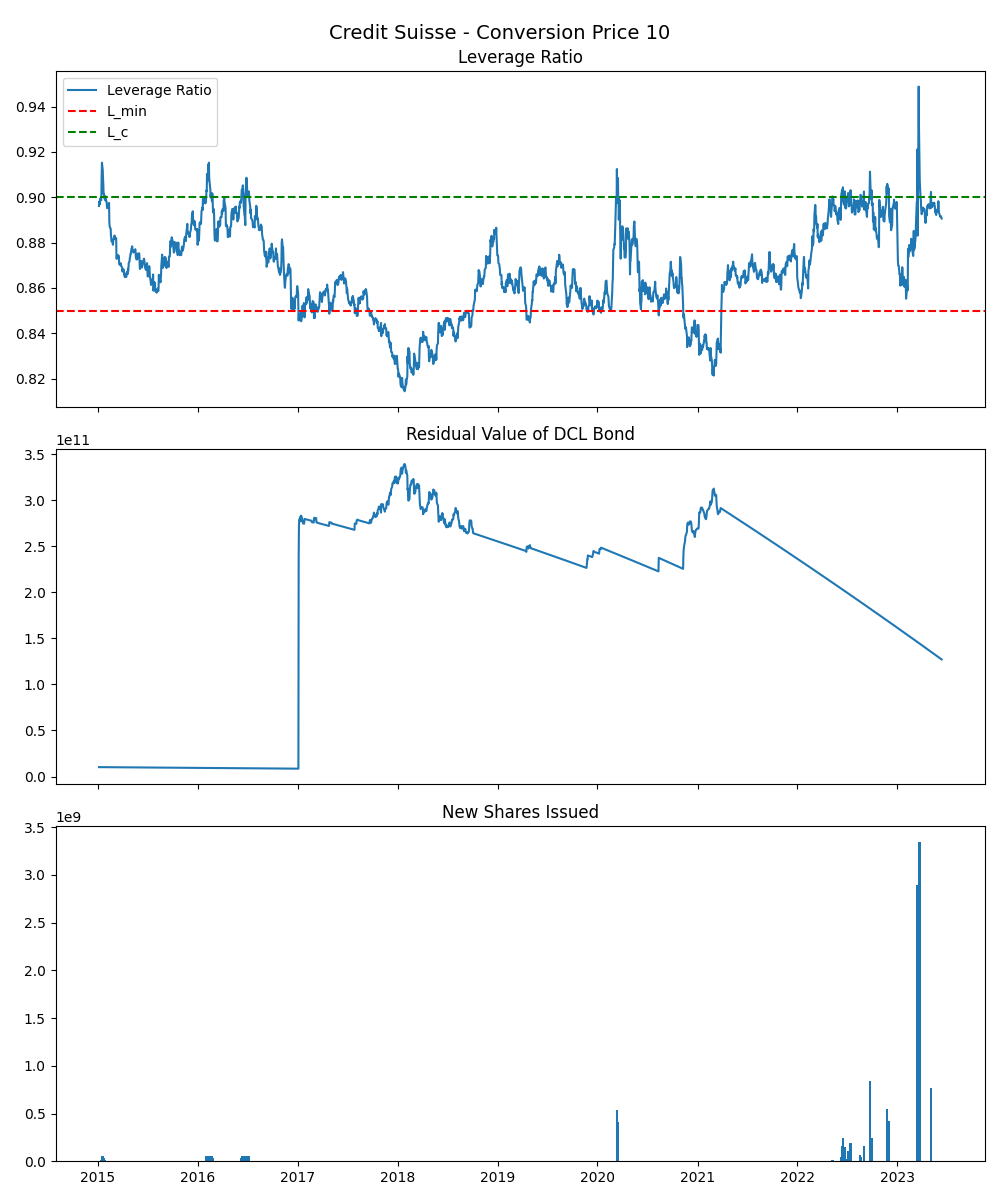 Credit Suisse - Conversion Price 10
Leverage Ratio
Leverage Ratio
L_min
L_c
0.94
0.92
0.90
0.88
0.86
0.84
0.82
Residual Value of DCL Bond
1e11
3.5
3.0
2.5
2.0
1.5
1.0
0.5
0.0
New Shares Issued
1e9
3.5
3.0
2.5
2.0
1.5
1.0
0.5
0.0
2015 2016 2017 2018 2019 2020 2021 2022 2023